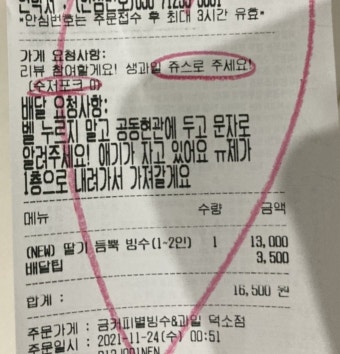 "안심번호는 주문접수 후 최대 3시간 유효"
가게 요청사항:
리뷰 참여할게요! 생과일 쥬스로 주세요!
(수저포크 O)
배달 요청사항:
벨 누르지 말고 공동현관에 두고 문자로
알려주세요! 애기가 자고 있어요 ㅠ제가
1층으로 내려가서 가져갈게요
메뉴 수량 금액
(NEW) 딸기 듬뿍 빙수(1~2인) 1 13,000
배달팁 3,500
합계 : 16,500 원
주문가게 : 금커피별빙수&과일 덕소점
주문일시 : 2021-11-24(수) 00:51